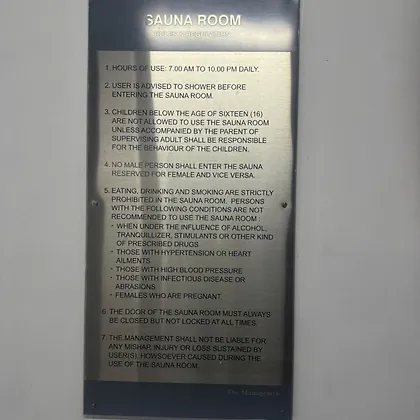 SAUNA ROOM
RULES & REGULATIONS
1. HOURS OF USE: 7.00 AM TO 10.00 PM DAILY.
2. USER IS ADVISED TO SHOWER BEFORE
ENTERING THE SAUNA ROOM.
3. CHILDREN BELOW THE AGE OF SIXTEEN (16)
ARE NOT ALLOWED TO USE THE SAUNA ROOM
UNLESS ACCOMPANIED BY THE PARENT OF
SUPERVISING ADULT SHALL BE RESPONSIBLE
FOR THE BEHAVIOUR OF THE CHILDREN.
4. NO MALE PERSON SHALL ENTER THE SAUNA
RESERVED FOR FEMALE AND VICE VERSA.
5. EATING, DRINKING AND SMOKING ARE STRICTLY
PROHIBITED IN THE SAUNA ROOM. PERSONS
WITH THE FOLLOWING CONDITIONS ARE NOT
RECOMMENDED TO USE THE SAUNA ROOM :
- WHEN UNDER THE INFLUENCE OF ALCOHOL,
TRANQUILLIZER, STIMULANTS OR OTHER KIND
OF PRESCRIBED DRUGS
- THOSE WITH HYPERTENSION OR HEART
AILMENTS
- THOSE WITH HIGH BLOOD PRESSURE
- THOSE WITH INFECTIOUS DISEASE OR
ABRASIONS
- FEMALES WHO ARE PREGNANT
6. THE DOOR OF THE SAUNA ROOM MUST ALWAYS
BE CLOSED BUT NOT LOCKED AT ALL TIMES.
7. THE MANAGEMENT SHALL NOT BE LIABLE FOR
ANY MISHAP, INJURY OR LOSS SUSTAINED BY
USER(S), HOWSOEVER CAUSED DURING THE
USE OF THE SAUNA ROOM.
The Management